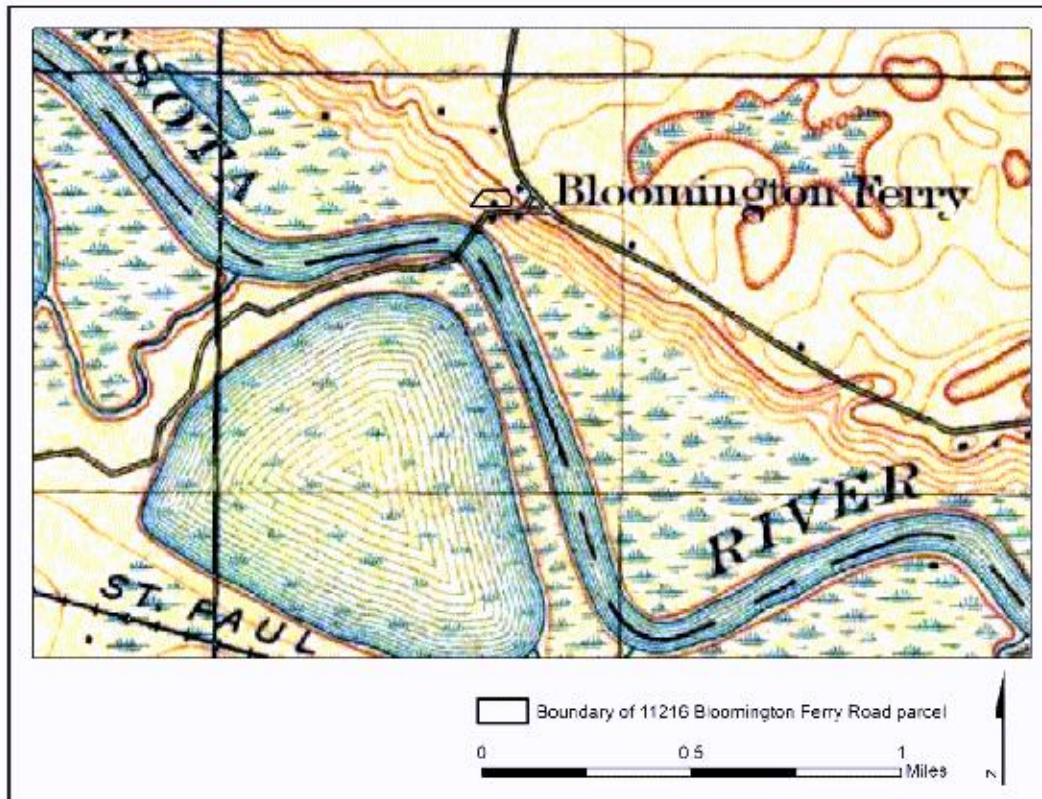 SOTA
Bloomington Ferry
RIVER
ST. PAUL
Boundary of 11216 Bloomington Ferry Road parcel
0 0.5 1
Miles
N